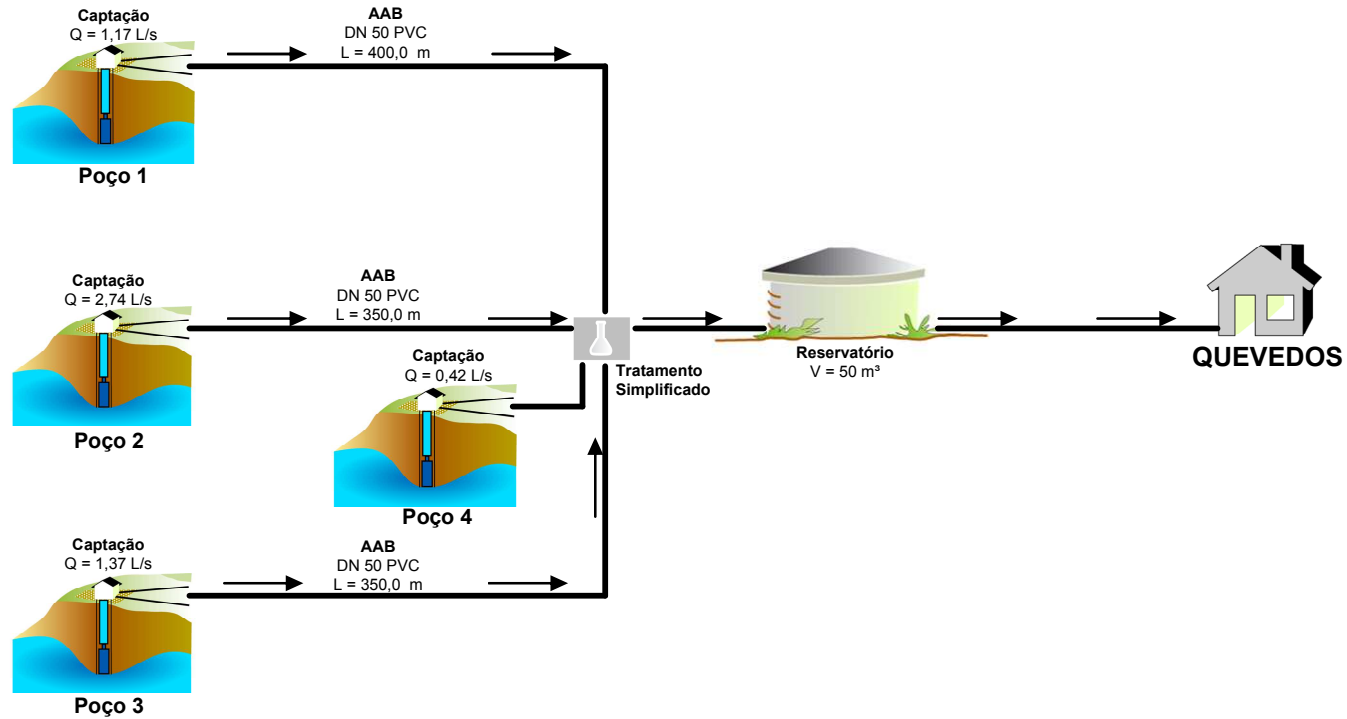 Captação
Q = 1,17 L/s
Poço 1
AAB
DN 50 PVC
L = 400,0 m
Captação
Q = 2,74 L/s
Poço 2
AAB
DN 50 PVC
L = 350,0 m
Captação
Q = 0,42 L/s
Poço 4
Tratamento
Simplificado
Reservatório
V = 50 m³
QUEVEDOS
Captação
Q = 1,37 L/s
Poço 3
AAB
DN 50 PVC
L = 350,0 m